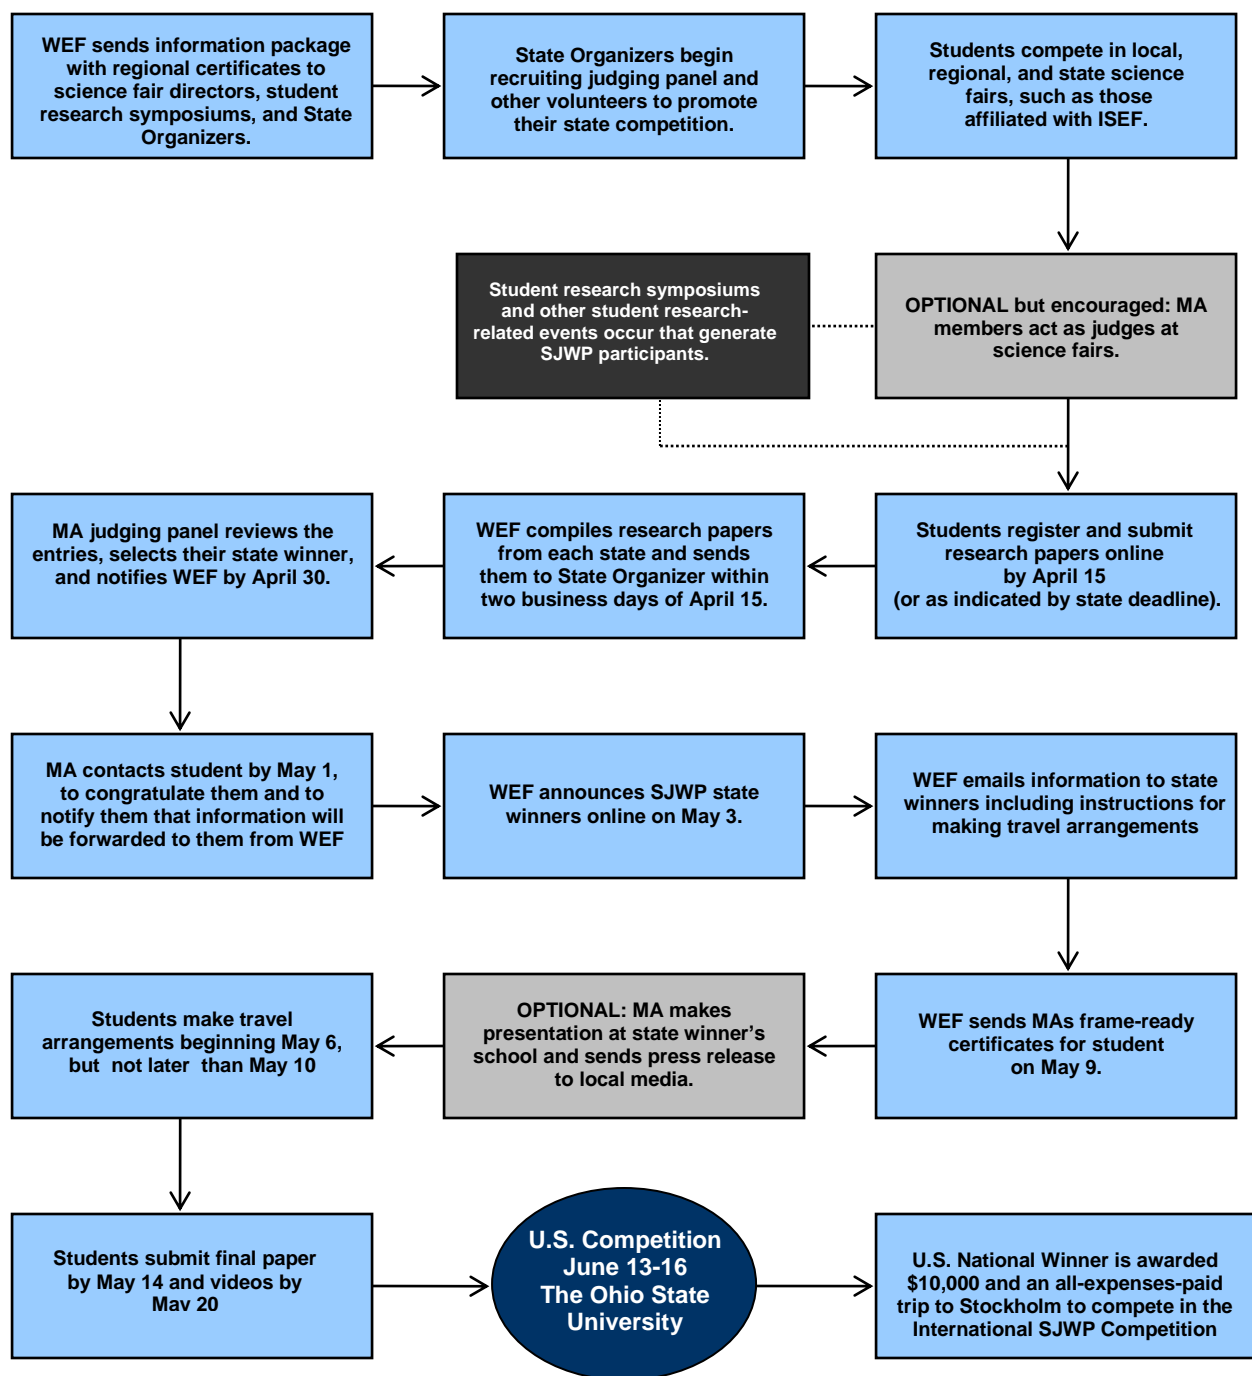 WEF sends information package
with regional certificates to
science fair directors, student
research symposiums, and State
Organizers.
State Organizers begin
recruiting judging panel and
other volunteers to promote
their state competition.
Students compete in local,
regional, and state science
fairs, such as those
affiliated with ISEF.
Student research symposiums
and other student research-
related events occur that generate
SJWP participants.
OPTIONAL but encouraged: MA
members act as judges at
science fairs.
MA judging panel reviews the
entries, selects their state winner,
and notifies WEF by April 30.
WEF compiles research papers
from each state and sends
them to State Organizer within
two business days of April 15.
Students register and submit
research papers online
by April 15
(or as indicated by state deadline).
MA contacts student by May 1,
to congratulate them and to
notify them that information will
be forwarded to them from WEF
WEF announces SJWP state
winners online on May 3.
WEF emails information to state
winners including instructions for
making travel arrangements
Students make travel
arrangements beginning May 6,
but not later than May 10
OPTIONAL: MA makes
presentation at state winner’s
school and sends press release
to local media.
WEF sends MAs frame-ready
certificates for student
on May 9.
Students submit final paper
by May 14 and videos by
May 20
U.S. Competition
June 13-16
The Ohio State
University
U.S. National Winner is awarded
$10,000 and an all-expenses-paid
trip to Stockholm to compete in the
International SJWP Competition